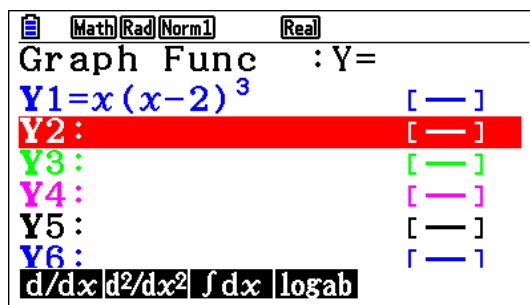 Math Rad Norm1 Real
Graph Func :Y=
Y1=x(x-2)³ [—]
Y2: [—]
Y3: [—]
Y4: [—]
Y5: [—]
Y6: [—]
d/dx d²/dx² ∫dx logab